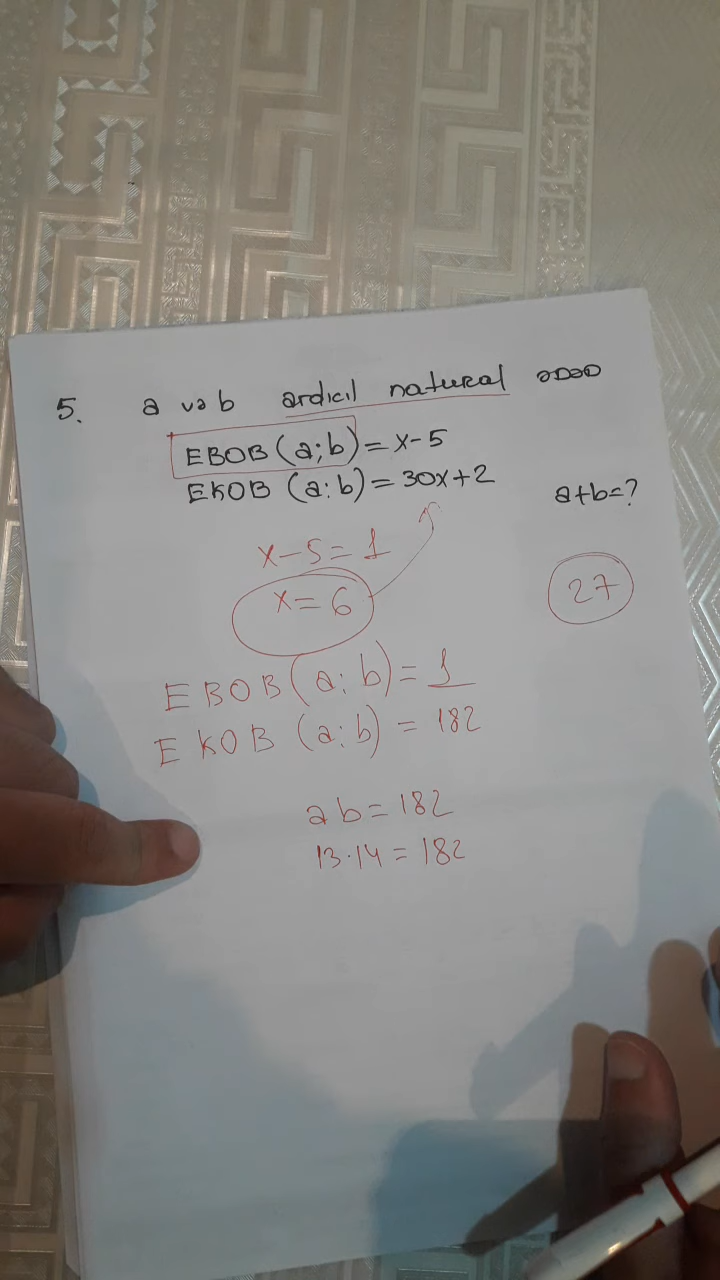 5. a və b ardıcıl natural ədəd
EBOB (a;b) = x-5
EKOB (a:b) = 30x+2
a+b=?
x-5=1
x=6
27
EBOB (a:b) = 1
EKOB (a:b) = 182
ab=182
13·14=182